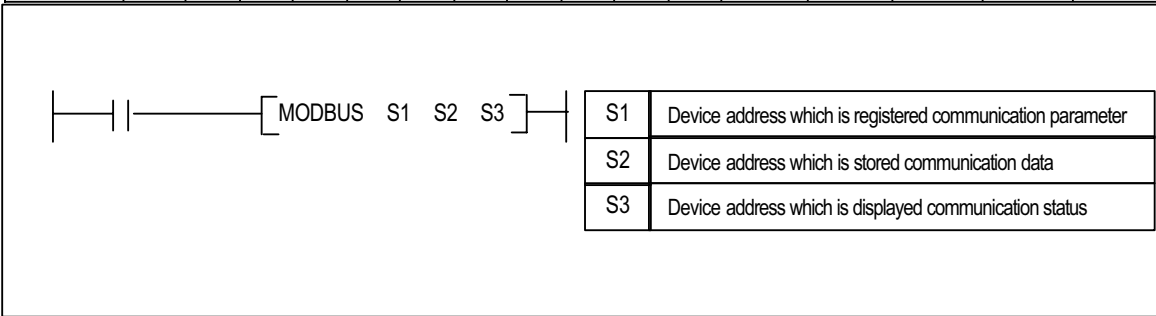 MODBUS S1 S2 S3
S1 Device address which is registered communication parameter
S2 Device address which is stored communication data
S3 Device address which is displayed communication status